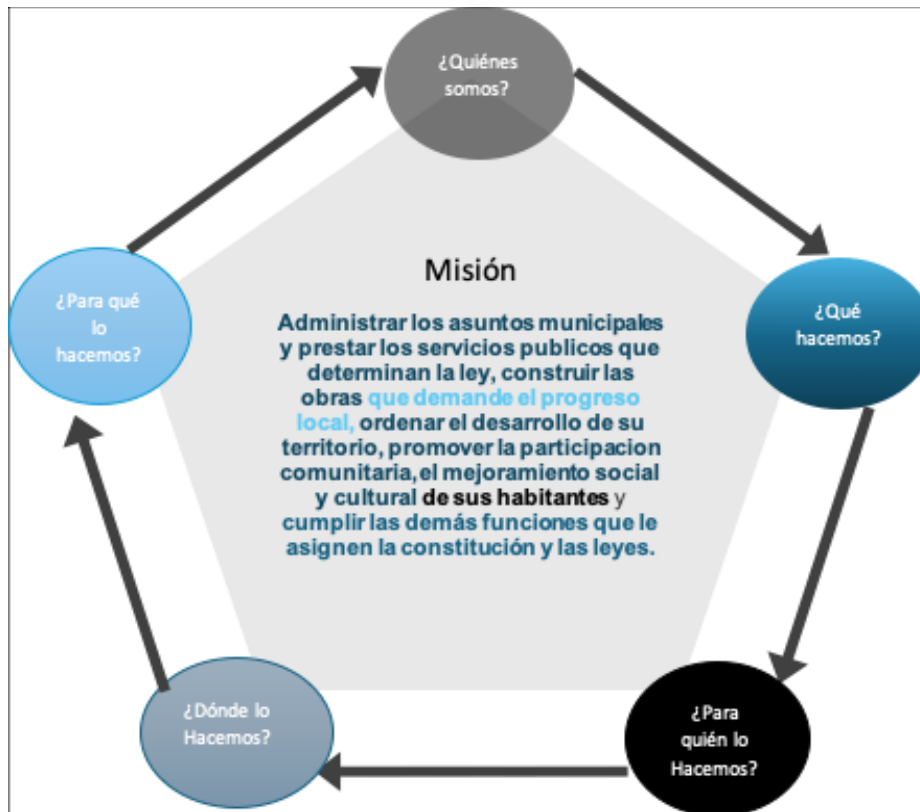 ¿Quiénes
somos?
¿Qué
hacemos?
¿Para
quién lo
Hacemos?
¿Dónde lo
Hacemos?
¿Para qué
lo
hacemos?
Misión
Administrar los asuntos municipales
y prestar los servicios publicos que
determinan la ley, construir las
obras que demande el progreso
local, ordenar el desarrollo de su
territorio, promover la participacion
comunitaria, el mejoramiento social
y cultural de sus habitantes y
cumplir las demás funciones que le
asignen la constitución y las leyes.